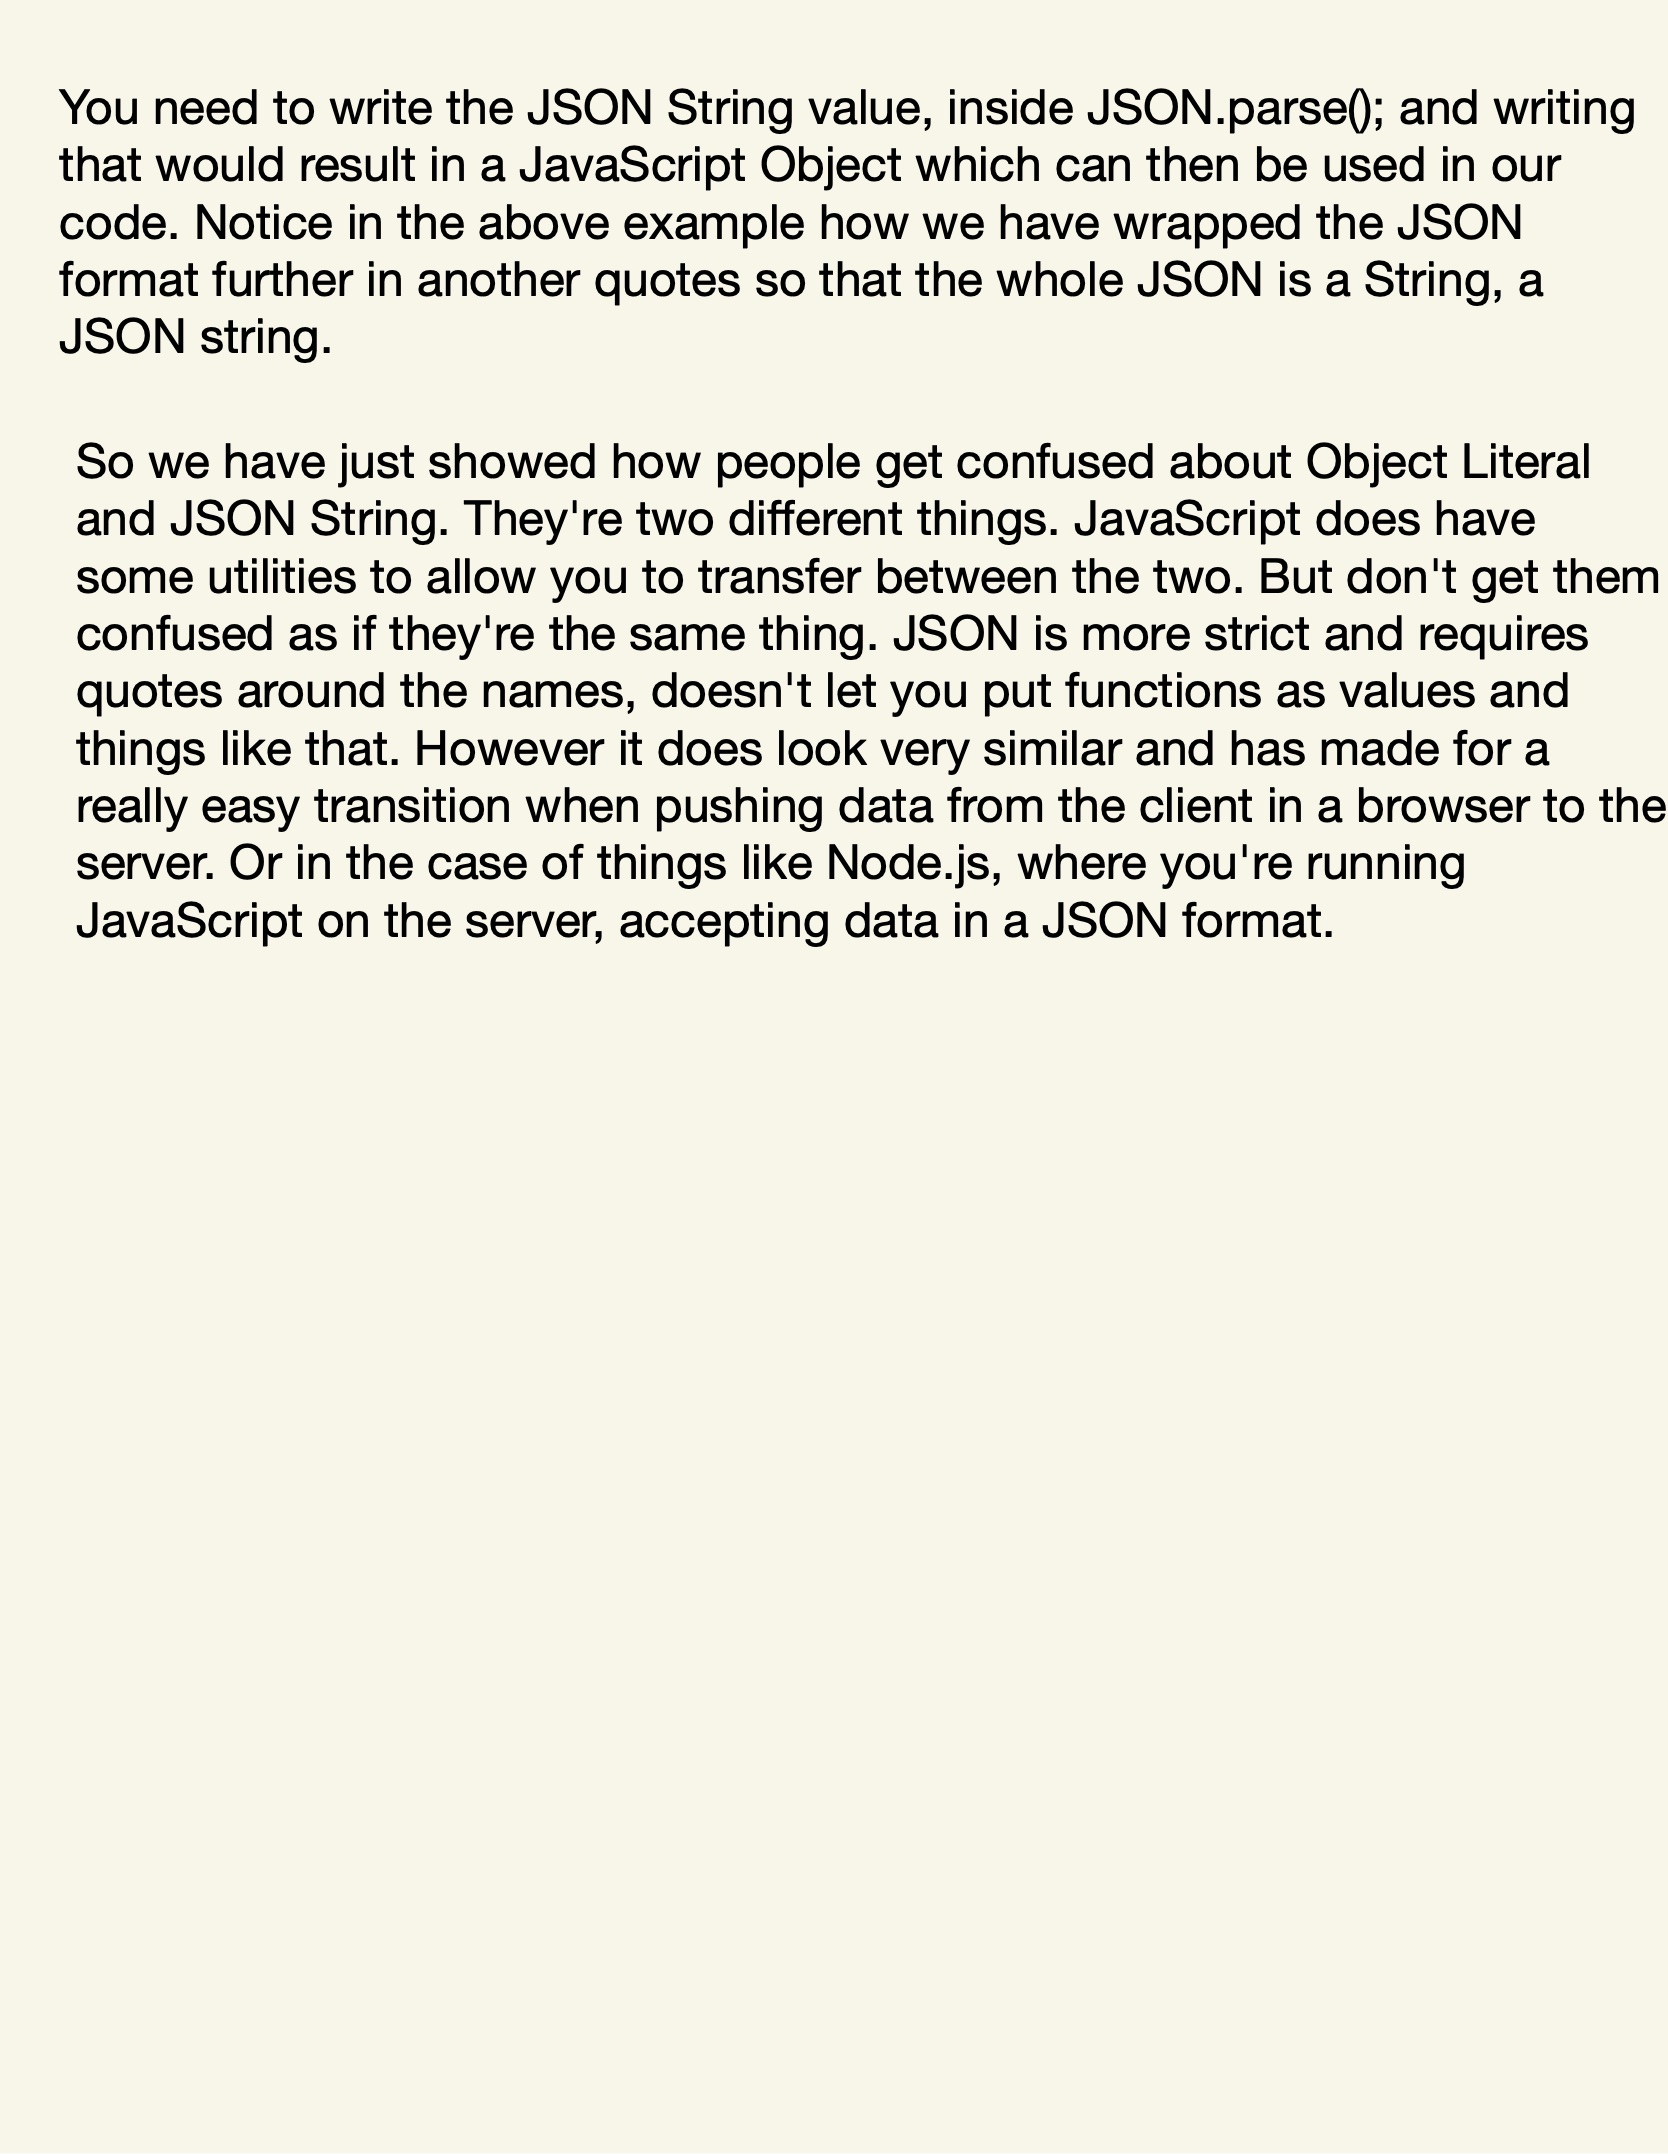 You need to write the JSON String value, inside JSON.parse(); and writing
that would result in a JavaScript Object which can then be used in our
code. Notice in the above example how we have wrapped the JSON
format further in another quotes so that the whole JSON is a String, a
JSON string.
So we have just showed how people get confused about Object Literal
and JSON String. They're two different things. JavaScript does have
some utilities to allow you to transfer between the two. But don't get them
confused as if they're the same thing. JSON is more strict and requires
quotes around the names, doesn't let you put functions as values and
things like that. However it does look very similar and has made for a
really easy transition when pushing data from the client in a browser to the
server. Or in the case of things like Node.js, where you're running
JavaScript on the server, accepting data in a JSON format.